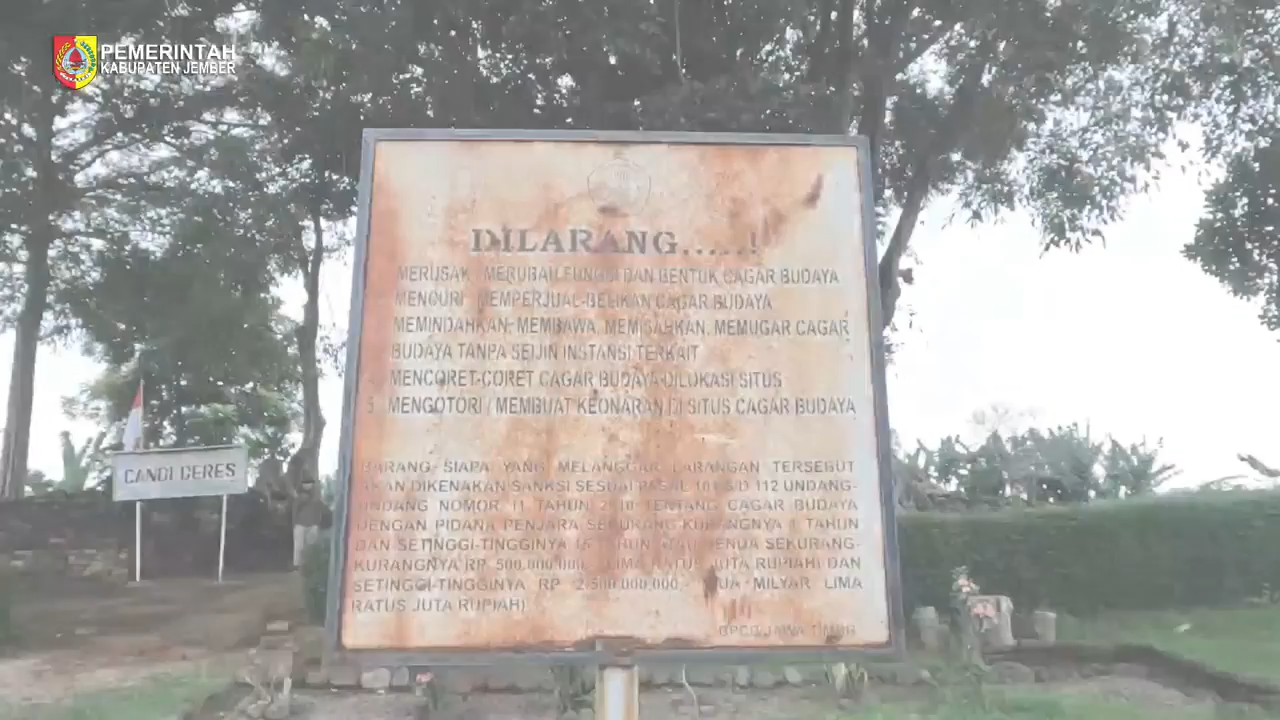 PEMERINTAH
KABUPATEN JEMBER
DILARANG.....!
MERUSAK MERUBAH FUNGSI DAN BENTUK CAGAR BUDAYA
MENCURI MEMPERJUAL-BELIKAN CAGAR BUDAYA
MEMINDAHKAN, MEMBAWA, MEMISAHKAN, MEMUGAR CAGAR
BUDAYA TANPA SEIJIN INSTANSI TERKAIT
MENCORET-CORET CAGAR BUDAYA DILOKASI SITUS
5. MENGOTORI / MEMBUAT KEONARAN DI SITUS CAGAR BUDAYA
BARANG SIAPA YANG MELANGGAR LARANGAN TERSEBUT
AKAN DIKENAKAN SANKSI SESUAI PASAL S/D 112 UNDANG-
UNDANG NOMOR 11 TAHUN 2010 TENTANG CAGAR BUDAYA
DENGAN PIDANA PENJARA SEKURANG KURANGNYA TAHUN
DAN SETINGGI-TINGGINYA 15 TAHUN ATAU DENDA SEKURANG-
KURANGNYA RP 500,000,000, (LIMA RATUS JUTA RUPIAH) DAN
SETINGGI-TINGGINYA RP 2,500,000,000, DUA MILYAR LIMA
RATUS JUTA RUPIAH)
BPCB JAWA TIMUR
CANDI DERES